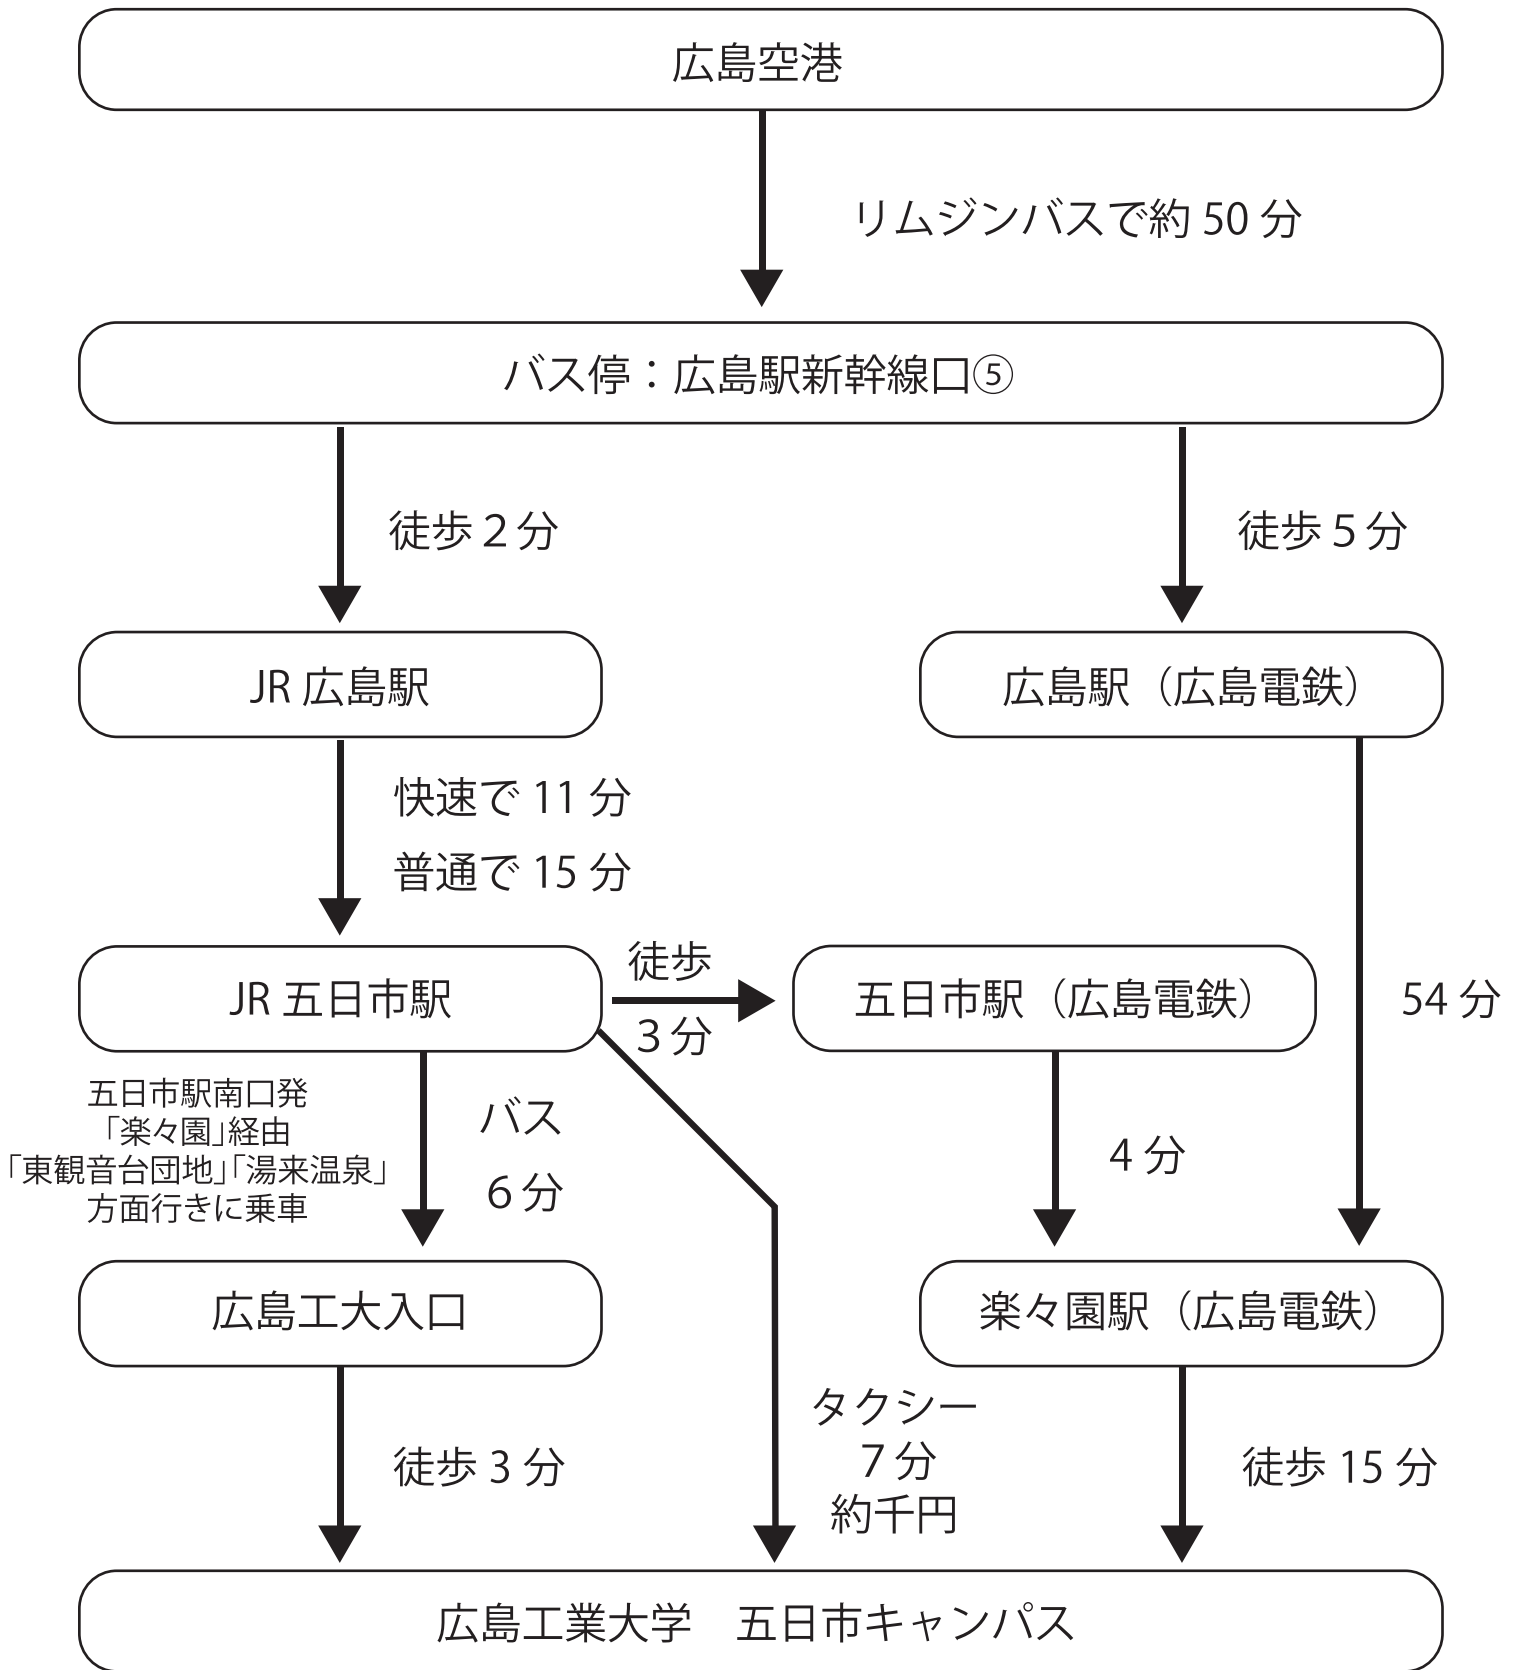 広島空港
リムジンバスで約 50 分
バス停：広島駅新幹線口⑤
徒歩 2 分
徒歩 5 分
JR 広島駅
広島駅（広島電鉄）
快速で 11 分
普通で 15 分
JR 五日市駅
徒歩
3 分
五日市駅（広島電鉄）
54 分
五日市駅南口発
「楽々園」経由
「東観音台団地」「湯来温泉」
方面行きに乗車
バス
6 分
4 分
広島工大入口
楽々園駅（広島電鉄）
徒歩 3 分
タクシー
7 分
約千円
徒歩 15 分
広島工業大学　五日市キャンパス